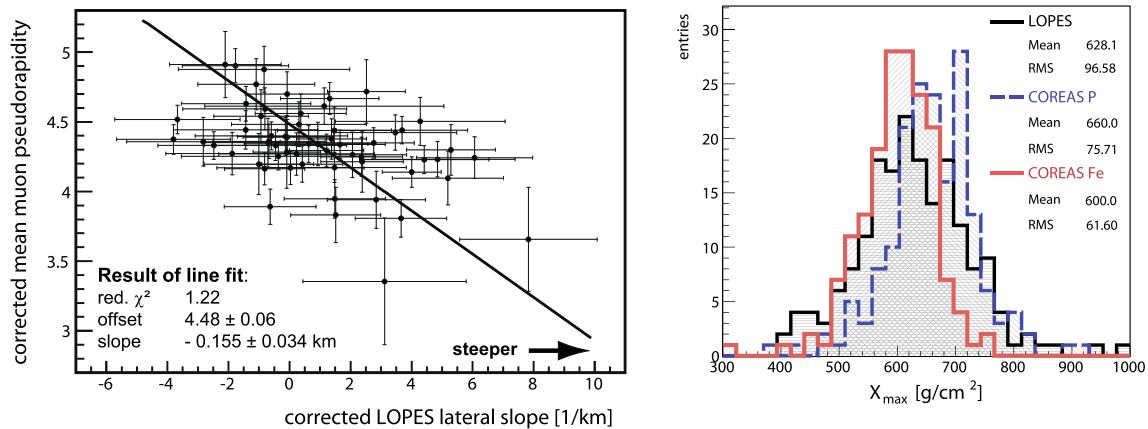 corrected mean muon pseudorapidity
5
4.5
4
3.5
3
Result of line fit:
red. χ² 1.22
offset 4.48 ± 0.06
slope - 0.155 ± 0.034 km
steeper
-6 -4 -2 0 2 4 6 8 10
corrected LOPES lateral slope [1/km]
entries
30
25
20
15
10
5
0
LOPES
Mean 628.1
RMS 96.58
COREAS P
Mean 660.0
RMS 75.71
COREAS Fe
Mean 600.0
RMS 61.60
300 400 500 600 700 800 900 1000
Xmax [g/cm²]